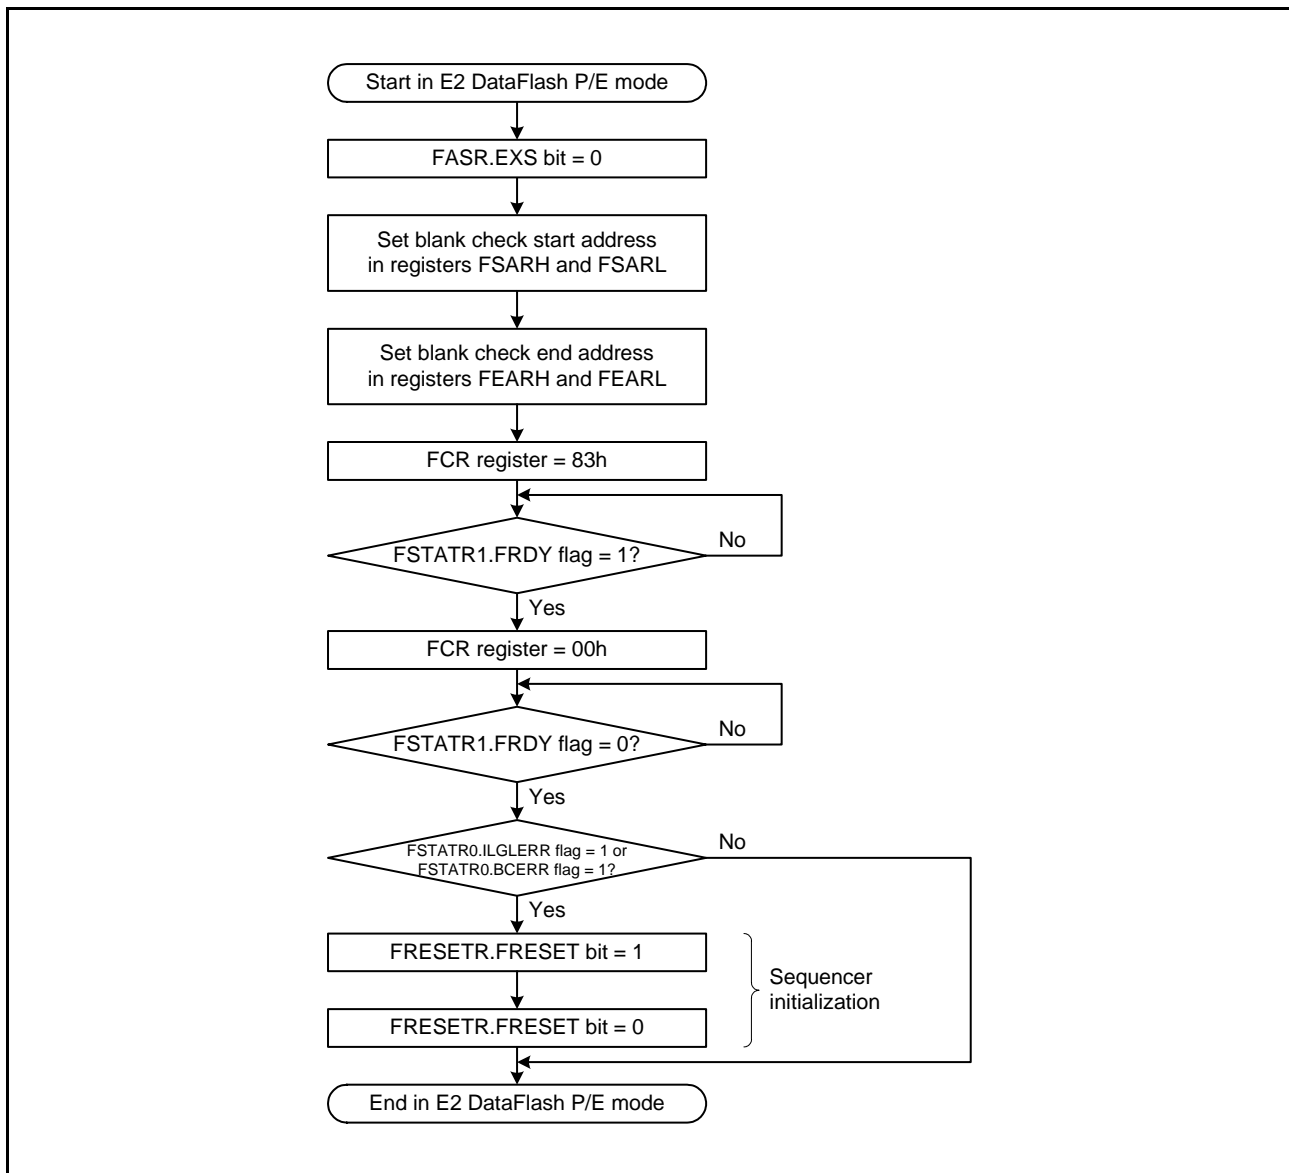 Start in E2 DataFlash P/E mode
FASR.EXS bit = 0
Set blank check start address
in registers FSARH and FSARL
Set blank check end address
in registers FEARH and FEARL
FCR register = 83h
FSTATR1.FRDY flag = 1?
No
Yes
FCR register = 00h
FSTATR1.FRDY flag = 0?
No
Yes
FSTATR0.ILGLERR flag = 1 or
FSTATR0.BCERR flag = 1?
No
Yes
FRESETR.FRESET bit = 1
Sequencer
initialization
FRESETR.FRESET bit = 0
End in E2 DataFlash P/E mode